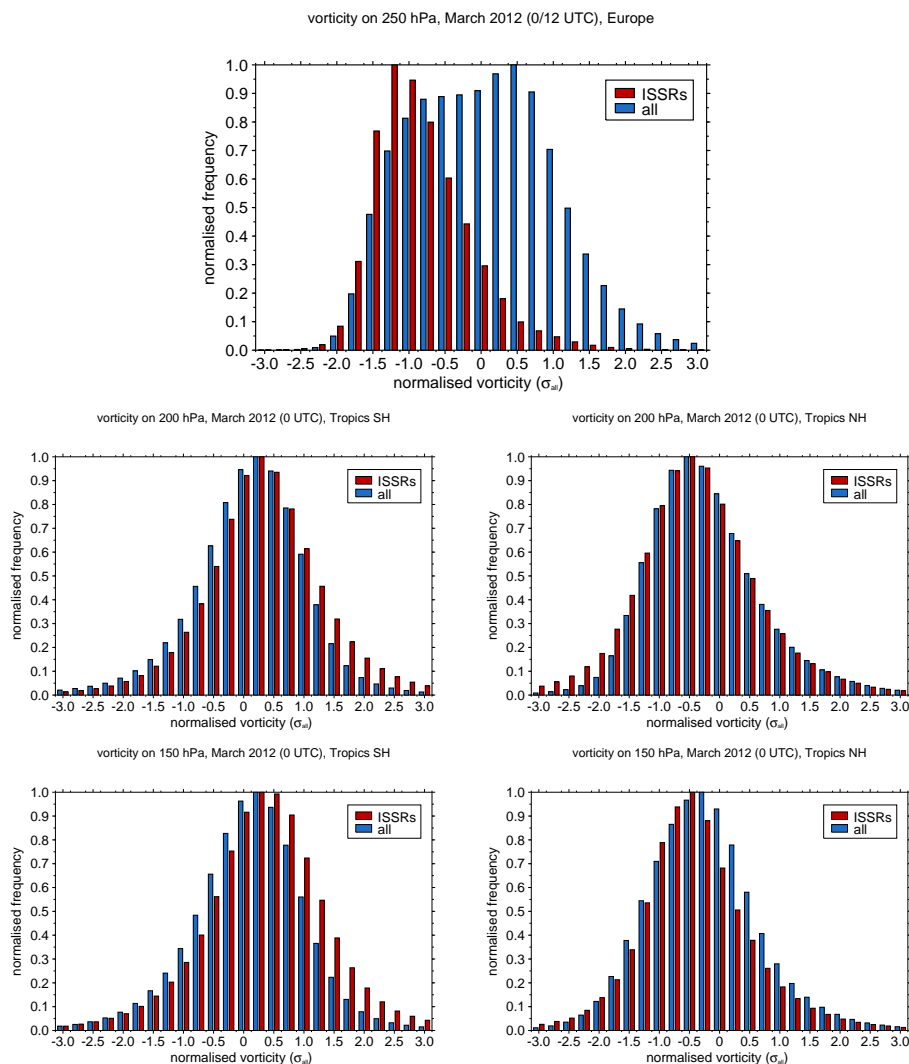 vorticity on 250 hPa, March 2012 (0/12 UTC), Europe
1.0
0.9
0.8
0.7
0.6
0.5
0.4
0.3
0.2
0.1
0.0
normalised frequency
ISSRs
all
-3.0 -2.5 -2.0 -1.5 -1.0 -0.5 0 0.5 1.0 1.5 2.0 2.5 3.0
normalised vorticity (σall)
vorticity on 200 hPa, March 2012 (0 UTC), Tropics SH
1.0
0.9
0.8
0.7
0.6
0.5
0.4
0.3
0.2
0.1
0.0
normalised frequency
ISSRs
all
-3.0 -2.5 -2.0 -1.5 -1.0 -0.5 0 0.5 1.0 1.5 2.0 2.5 3.0
normalised vorticity (σall)
vorticity on 200 hPa, March 2012 (0 UTC), Tropics NH
1.0
0.9
0.8
0.7
0.6
0.5
0.4
0.3
0.2
0.1
0.0
normalised frequency
ISSRs
all
-3.0 -2.5 -2.0 -1.5 -1.0 -0.5 0 0.5 1.0 1.5 2.0 2.5 3.0
normalised vorticity (σall)
vorticity on 150 hPa, March 2012 (0 UTC), Tropics SH
1.0
0.9
0.8
0.7
0.6
0.5
0.4
0.3
0.2
0.1
0.0
normalised frequency
ISSRs
all
-3.0 -2.5 -2.0 -1.5 -1.0 -0.5 0 0.5 1.0 1.5 2.0 2.5 3.0
normalised vorticity (σall)
vorticity on 150 hPa, March 2012 (0 UTC), Tropics NH
1.0
0.9
0.8
0.7
0.6
0.5
0.4
0.3
0.2
0.1
0.0
normalised frequency
ISSRs
all
-3.0 -2.5 -2.0 -1.5 -1.0 -0.5 0 0.5 1.0 1.5 2.0 2.5 3.0
normalised vorticity (σall)